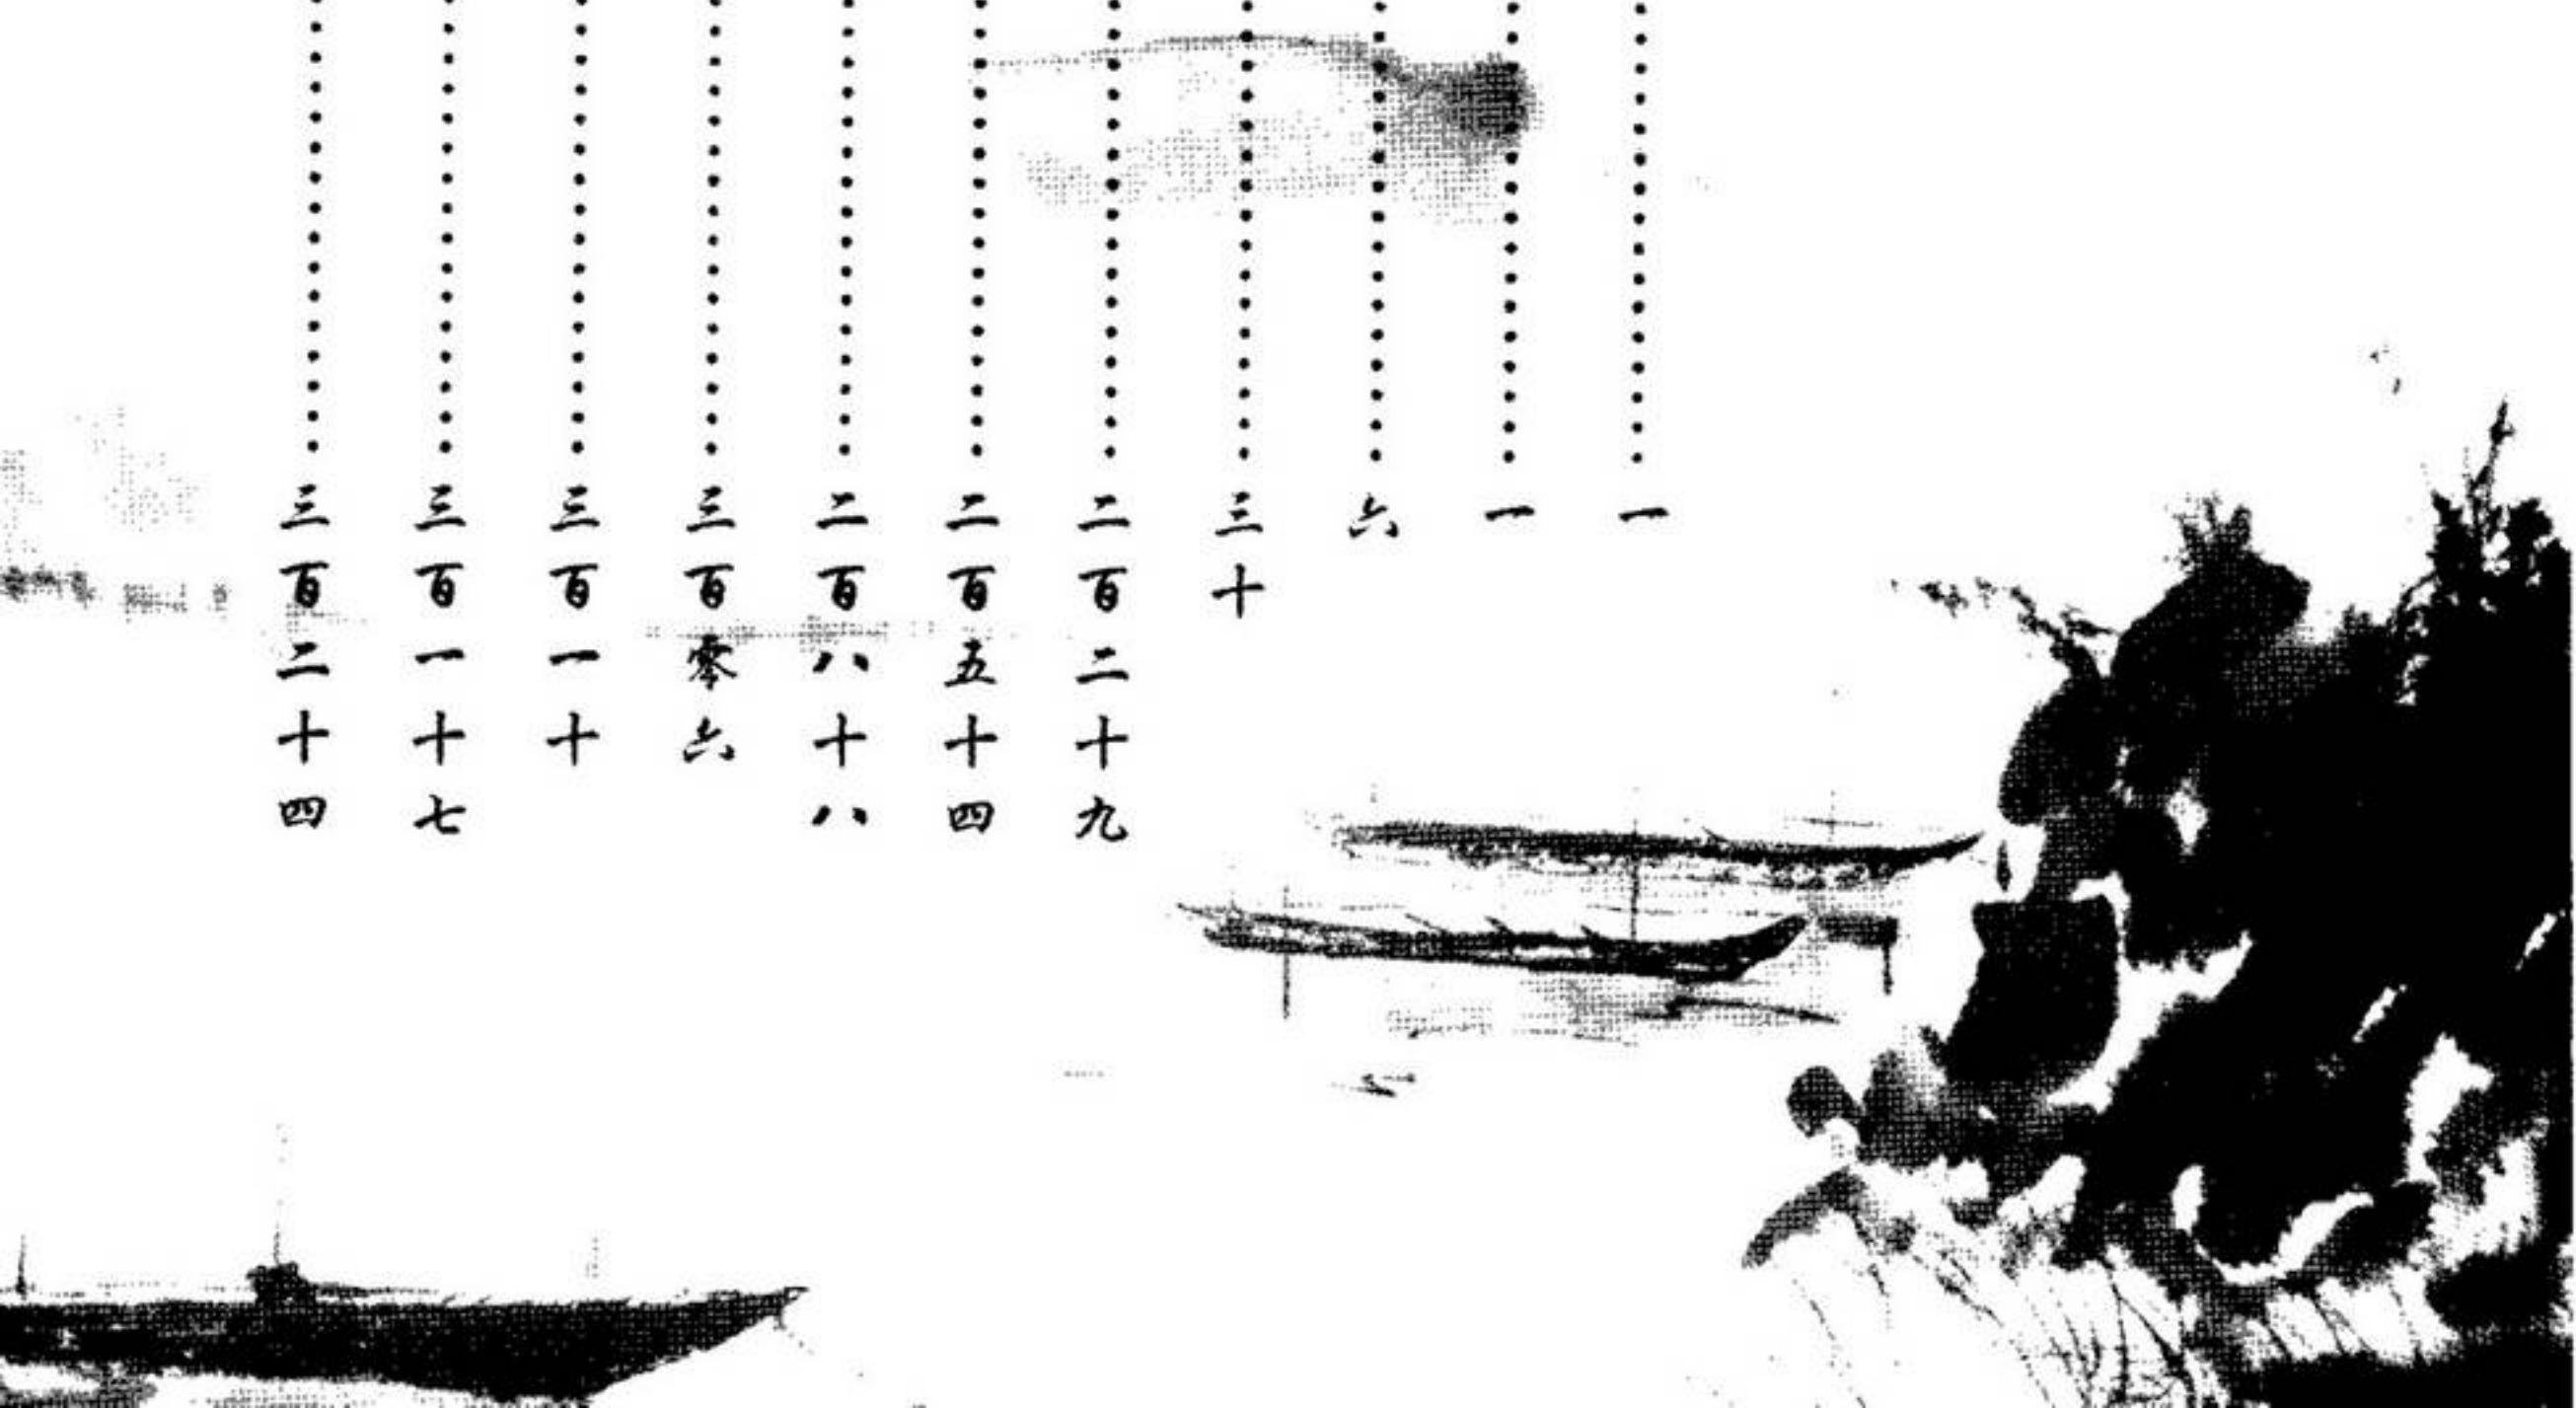 一
一
六
三十
二百二十九
二百五十四
二百八十八
三百零六
三百一十
三百一十七
三百二十四